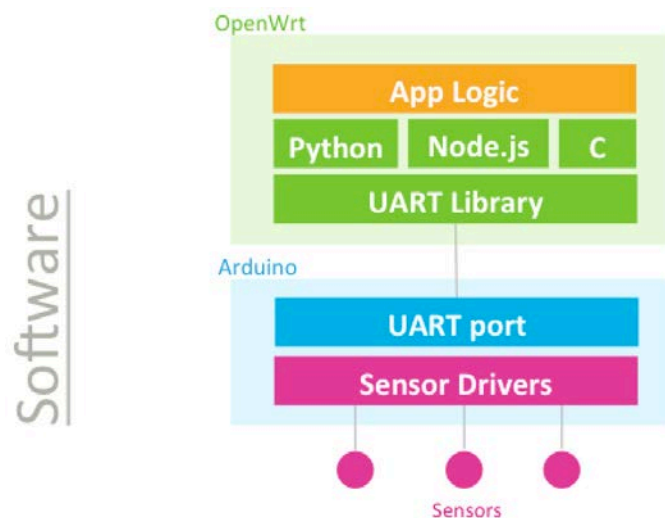 OpenWrt
App Logic
Python Node.js C
UART Library
Software
Arduino
UART port
Sensor Drivers
Sensors